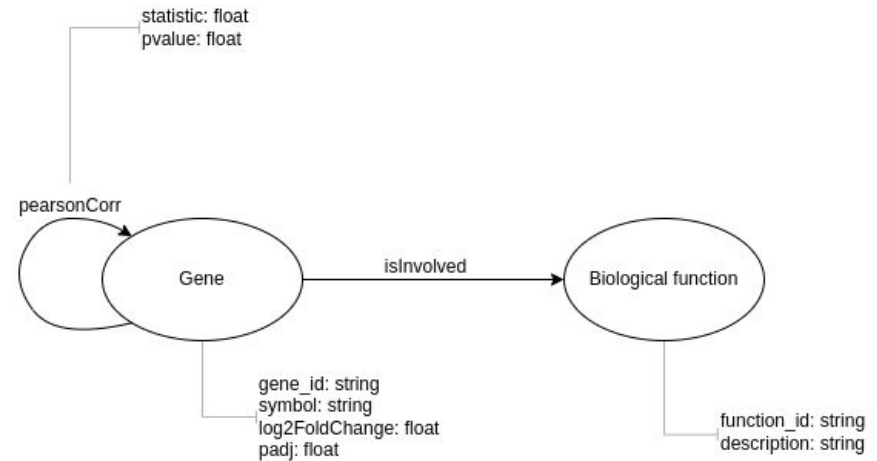 statistic: float
pvalue: float
pearsonCorr
Gene
isInvolved
Biological function
gene_id: string
symbol: string
log2FoldChange: float
padj: float
function_id: string
description: string